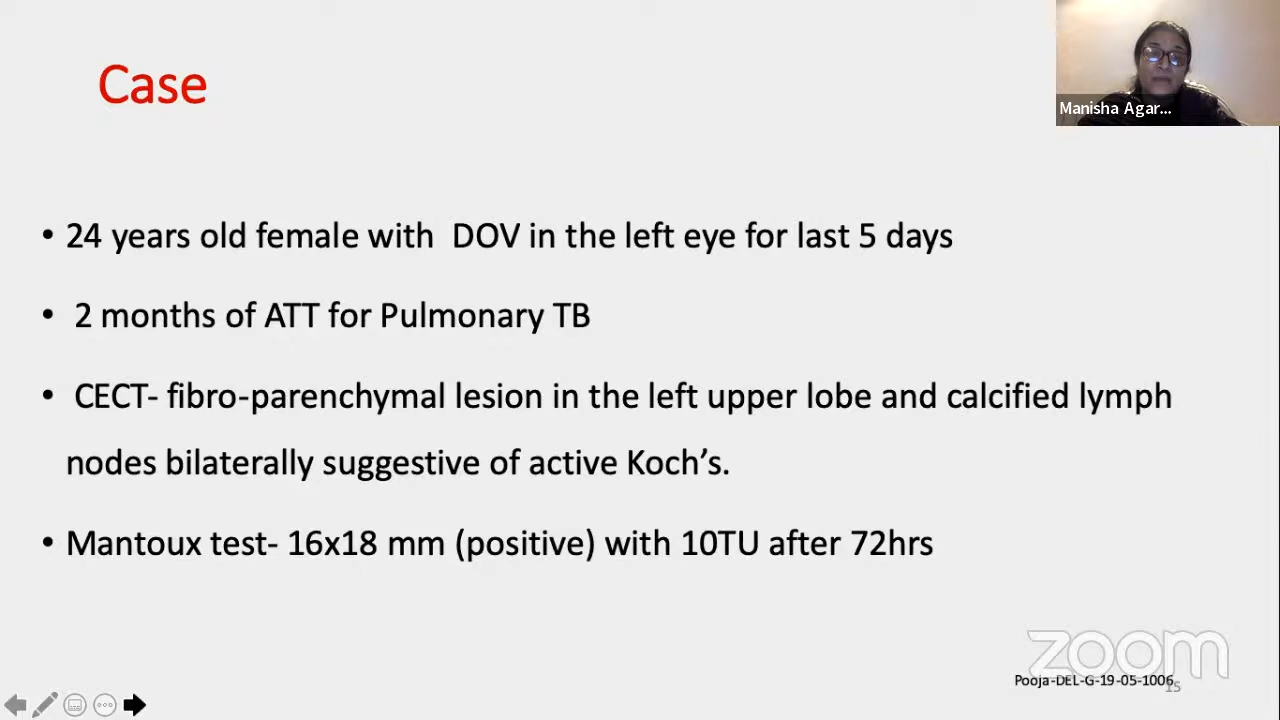 Case
Manisha Agar...
• 24 years old female with DOV in the left eye for last 5 days
• 2 months of ATT for Pulmonary TB
• CECT- fibro-parenchymal lesion in the left upper lobe and calcified lymph
nodes bilaterally suggestive of active Koch’s.
• Mantoux test- 16x18 mm (positive) with 10TU after 72hrs
zoom
Pooja-DEL-G-19-05-1006
15